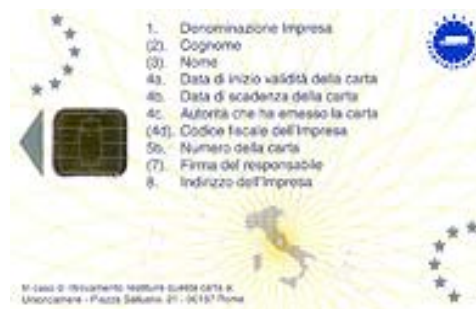 1. Denominazione Impresa
(2). Cognome
(3). Nome
4a. Data di inizio validità della carta
4b. Data di scadenza della carta
4c. Autorità che ha emesso la carta
(4d). Codice fiscale dell'Impresa
5b. Numero della carta
(7). Firma del responsabile
8. Indirizzo dell'Impresa
In caso di ritrovamento restituire questa carta a:
Unioncamere - Piazza Sallustio, 21 - 00187 Roma